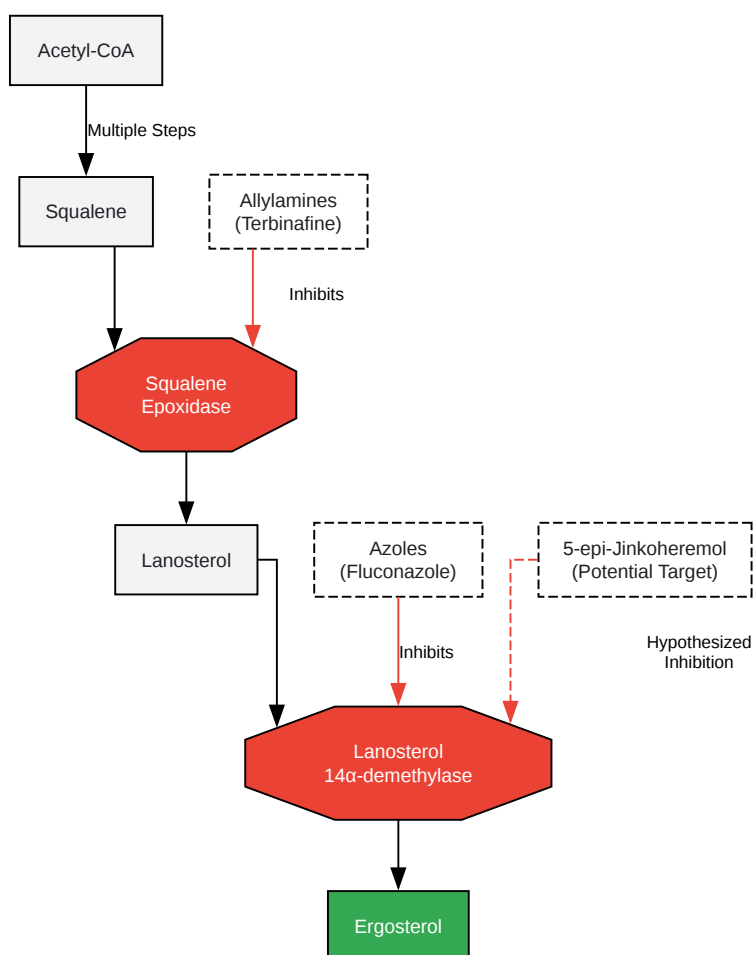 Acetyl-CoA
Multiple Steps
Squalene
Allylamines
(Terbinafine)
Inhibits
Squalene
Epoxidase
Lanosterol
Azoles
(Fluconazole)
5-epi-Jinkoheremol
(Potential Target)
Inhibits
Hypothesized
Inhibition
Lanosterol
14α-demethylase
Ergosterol